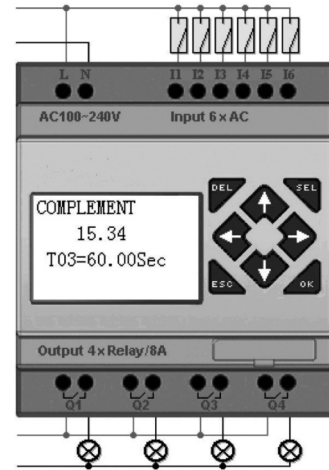 L N I1 I2 I3 I4 I5 I6
AC100~240V Input 6×AC
DEL SEL
COMPLEMENT
15.34
T03=60.00Sec
ESC OK
Output 4×Relay/8A
Q1 Q2 Q3 Q4